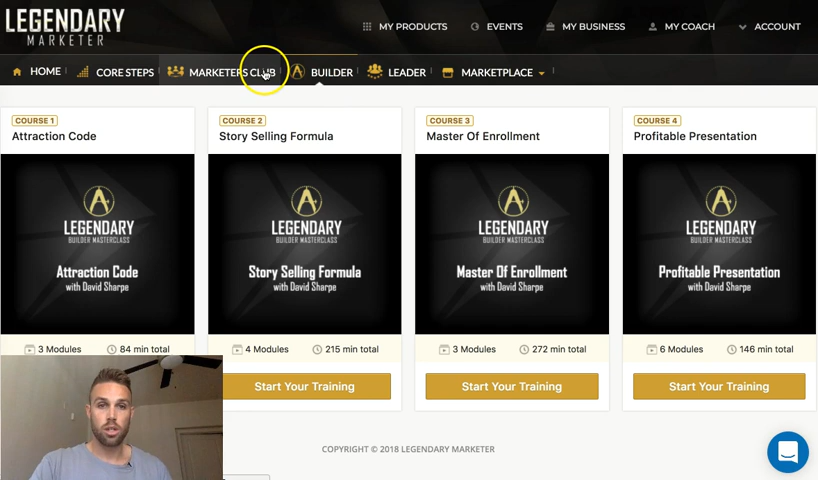 LEGENDARY
MARKETER
MY PRODUCTS
EVENTS
MY BUSINESS
MY COACH
ACCOUNT
HOME
CORE STEPS
MARKETERS CLUB
BUILDER
LEADER
MARKETPLACE
COURSE 1
Attraction Code
LEGENDARY
BUILDER MASTERCLASS
Attraction Code
with David Sharpe
3 Modules
84 min total
COURSE 2
Story Selling Formula
LEGENDARY
BUILDER MASTERCLASS
Story Selling Formula
with David Sharpe
4 Modules
215 min total
Start Your Training
COURSE 3
Master Of Enrollment
LEGENDARY
BUILDER MASTERCLASS
Master Of Enrollment
with David Sharpe
3 Modules
272 min total
Start Your Training
COURSE 4
Profitable Presentation
LEGENDARY
BUILDER MASTERCLASS
Profitable Presentation
with David Sharpe
6 Modules
146 min total
Start Your Training
COPYRIGHT © 2018 LEGENDARY MARKETER